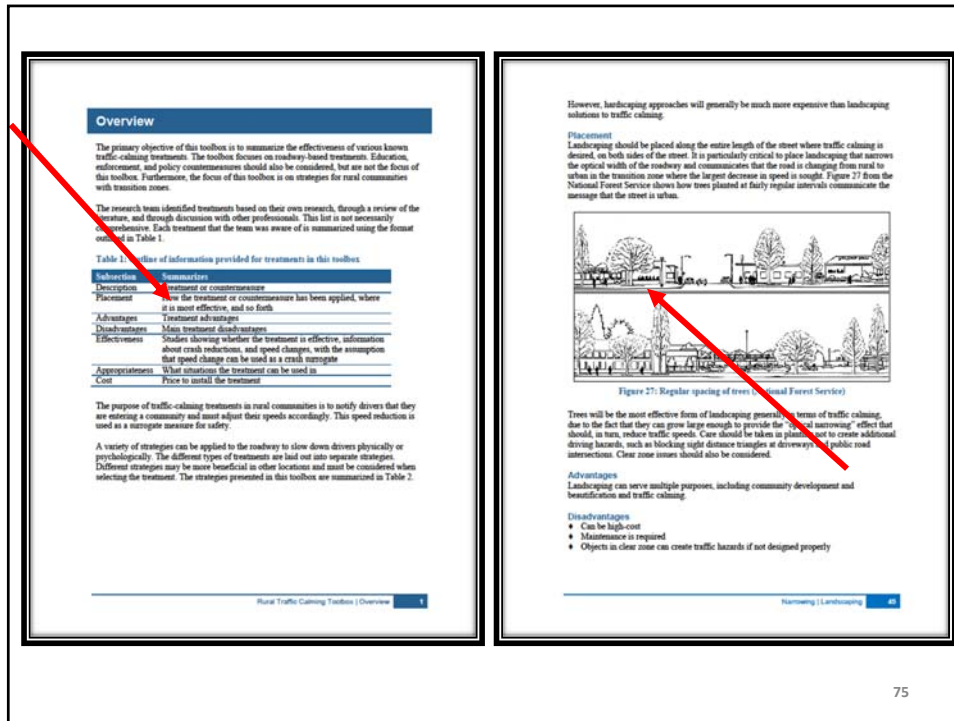 Overview
The primary objective of this toolbox is to summarize the effectiveness of various known
traffic-calming treatments. The toolbox focuses on roadway-based treatments. Education,
enforcement, and policy countermeasures should also be considered, but are not the focus of
this toolbox. Furthermore, the focus of this toolbox is on strategies for rural communities
with transition zones.
The research team identified treatments based on their own research, through a review of the
literature, and through discussion with other professionals. This list is not necessarily
comprehensive. Each treatment that the team was aware of is summarized using the format
outlined in Table 1.
Table 1: Outline of information provided for treatments in this toolbox
Subsection Summarizes
Description Treatment or countermeasure
Placement How the treatment or countermeasure has been applied, where
it is most effective, and so forth
Advantages Treatment advantages
Disadvantages Main treatment disadvantages
Effectiveness Studies showing whether the treatment is effective, information
about crash reductions, and speed changes, with the assumption
that speed change can be used as a crash surrogate
Appropriateness What situations the treatment can be used in
Cost Price to install the treatment
The purpose of traffic-calming treatments in rural communities is to notify drivers that they
are entering a community and must adjust their speeds accordingly. This speed reduction is
used as a surrogate measure for safety.
A variety of strategies can be applied to the roadway to slow down drivers physically or
psychologically. The different types of treatments are laid out into separate strategies.
Different strategies may be more beneficial in other locations and must be considered when
selecting the treatment. The strategies presented in this toolbox are summarized in Table 2.
Rural Traffic Calming Toolbox | Overview 1
However, hardscaping approaches will generally be much more expensive than landscaping
solutions to traffic calming.
Placement
Landscaping should be placed along the entire length of the street where traffic calming is
desired, on both sides of the street. It is particularly critical to place landscaping that narrows
the optical width of the roadway and communicates that the road is changing from rural to
urban in the transition zone where the largest decrease in speed is sought. Figure 27 from the
National Forest Service shows how trees planted at fairly regular intervals communicate the
message that the street is urban.
Figure 27: Regular spacing of trees (National Forest Service)
Trees will be the most effective form of landscaping generally in terms of traffic calming,
due to the fact that they can grow large enough to provide the "optical narrowing" effect that
should, in turn, reduce traffic speeds. Care should be taken in planting not to create additional
driving hazards, such as blocking sight distance triangles at driveways and public road
intersections. Clear zone issues should also be considered.
Advantages
Landscaping can serve multiple purposes, including community development and
beautification and traffic calming.
Disadvantages
♦ Can be high-cost
♦ Maintenance is required
♦ Objects in clear zone can create traffic hazards if not designed properly
Narrowing | Landscaping 45
75